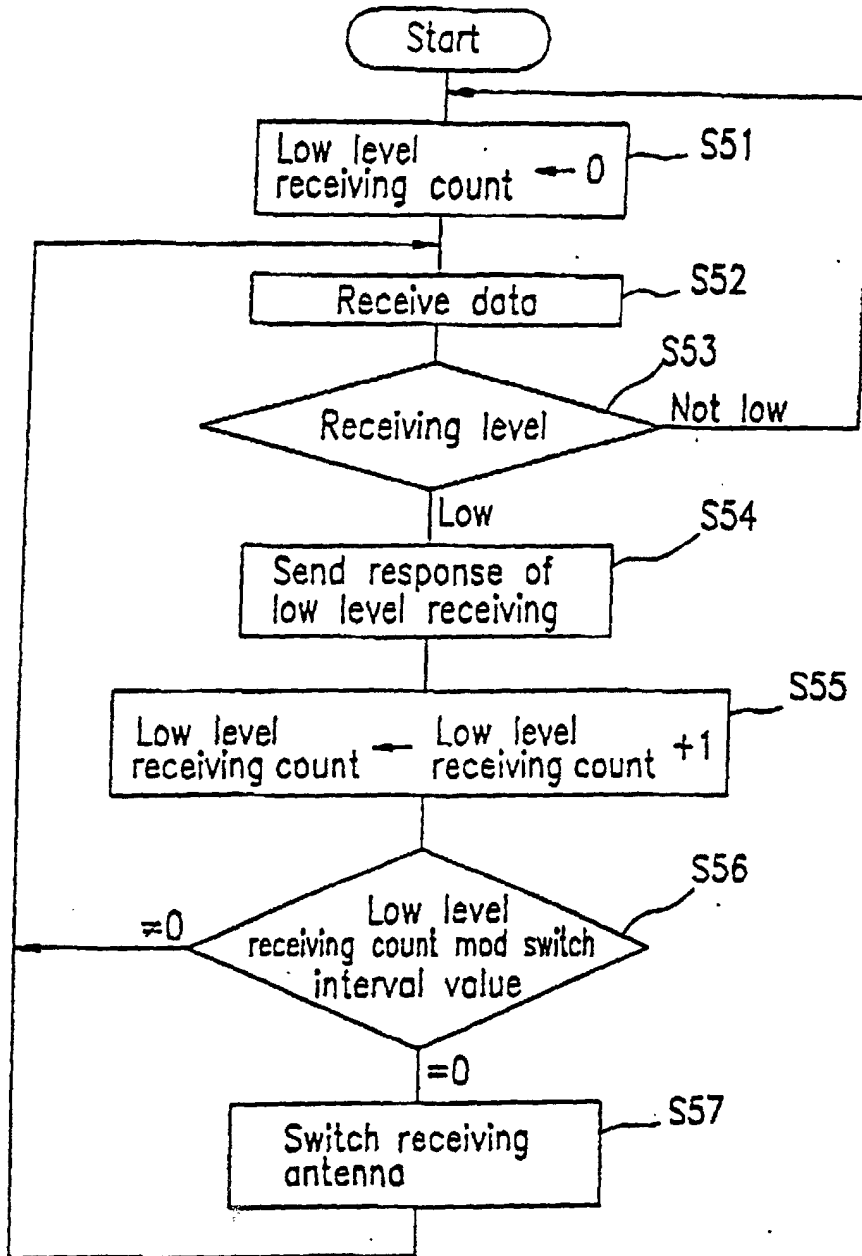 Start
Low level
receiving count ← 0
S51
Receive data
S52
S53
Receiving level
Not low
Low
S54
Send response of
low level receiving
S55
Low level
receiving count ← Low level
receiving count +1
S56
Low level
receiving count mod switch
interval value
≠0
=0
S57
Switch receiving
antenna